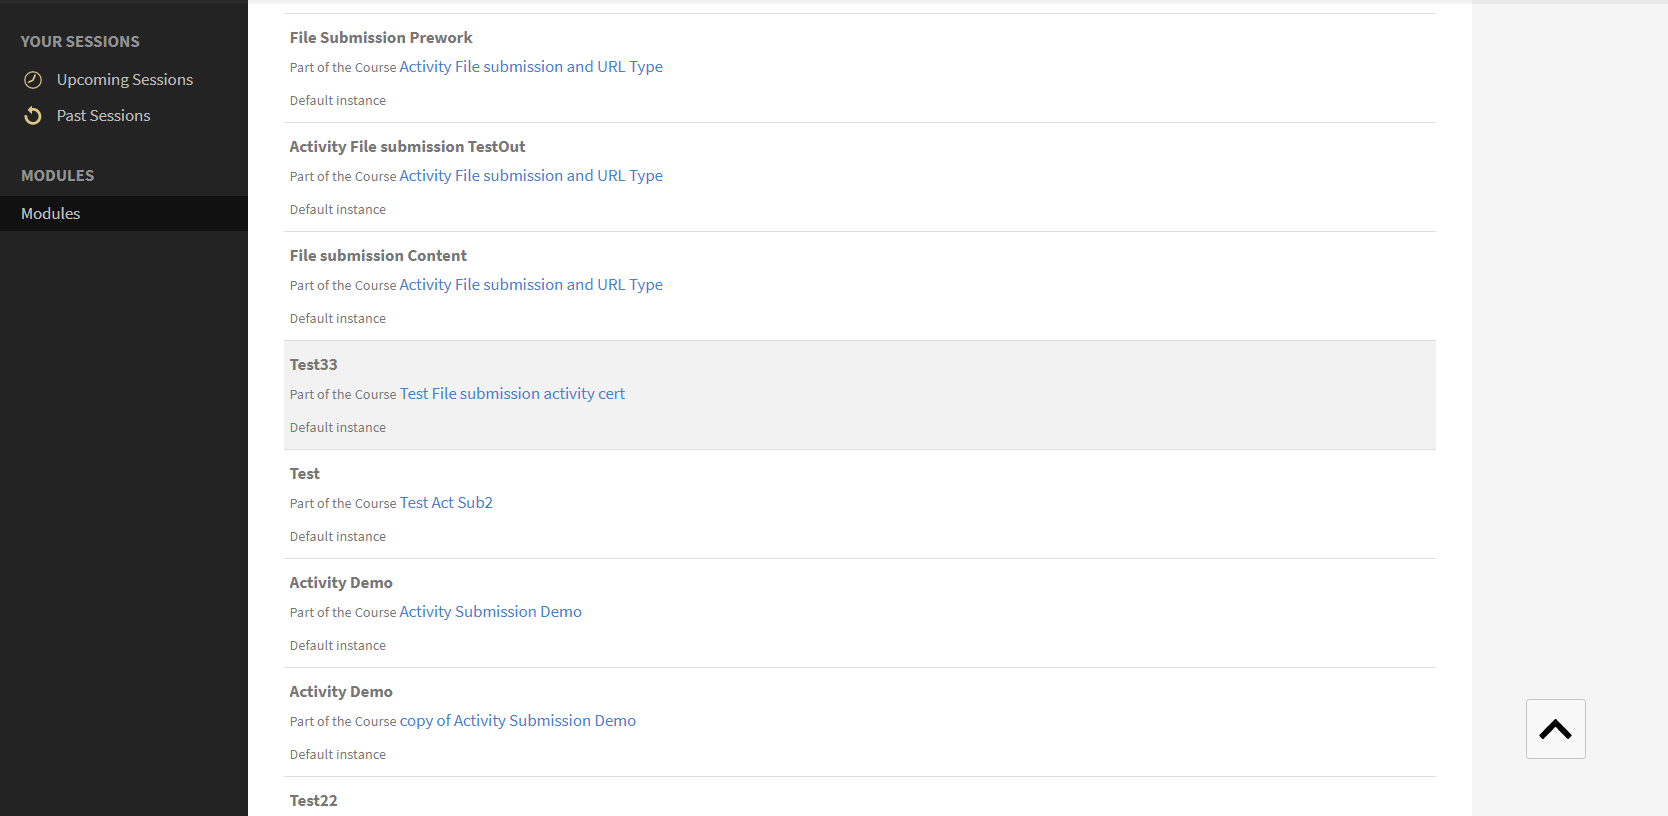 YOUR SESSIONS
Upcoming Sessions
Past Sessions
MODULES
Modules
File Submission Prework
Part of the Course Activity File submission and URL Type
Default instance
Activity File submission TestOut
Part of the Course Activity File submission and URL Type
Default instance
File submission Content
Part of the Course Activity File submission and URL Type
Default instance
Test33
Part of the Course Test File submission activity cert
Default instance
Test
Part of the Course Test Act Sub2
Default instance
Activity Demo
Part of the Course Activity Submission Demo
Default instance
Activity Demo
Part of the Course copy of Activity Submission Demo
Default instance
Test22